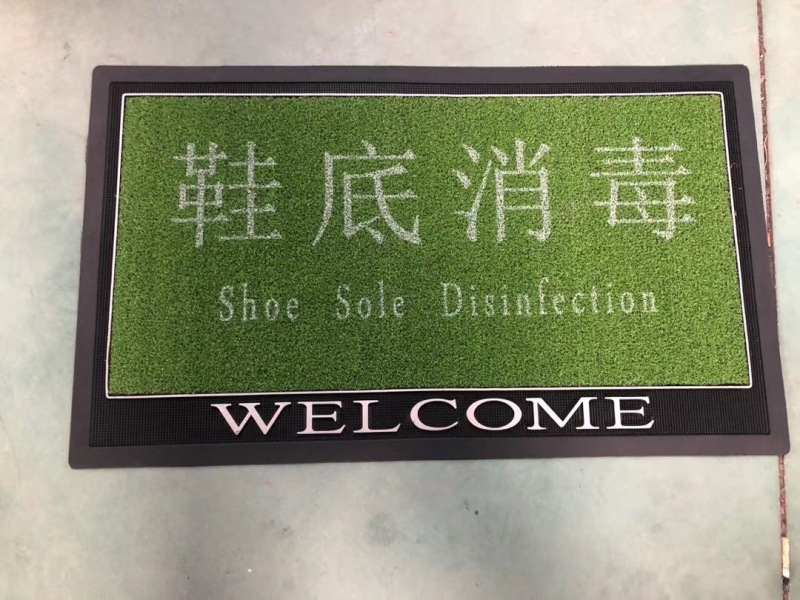 鞋底消毒
Shoe Sole Disinfection
WELCOME